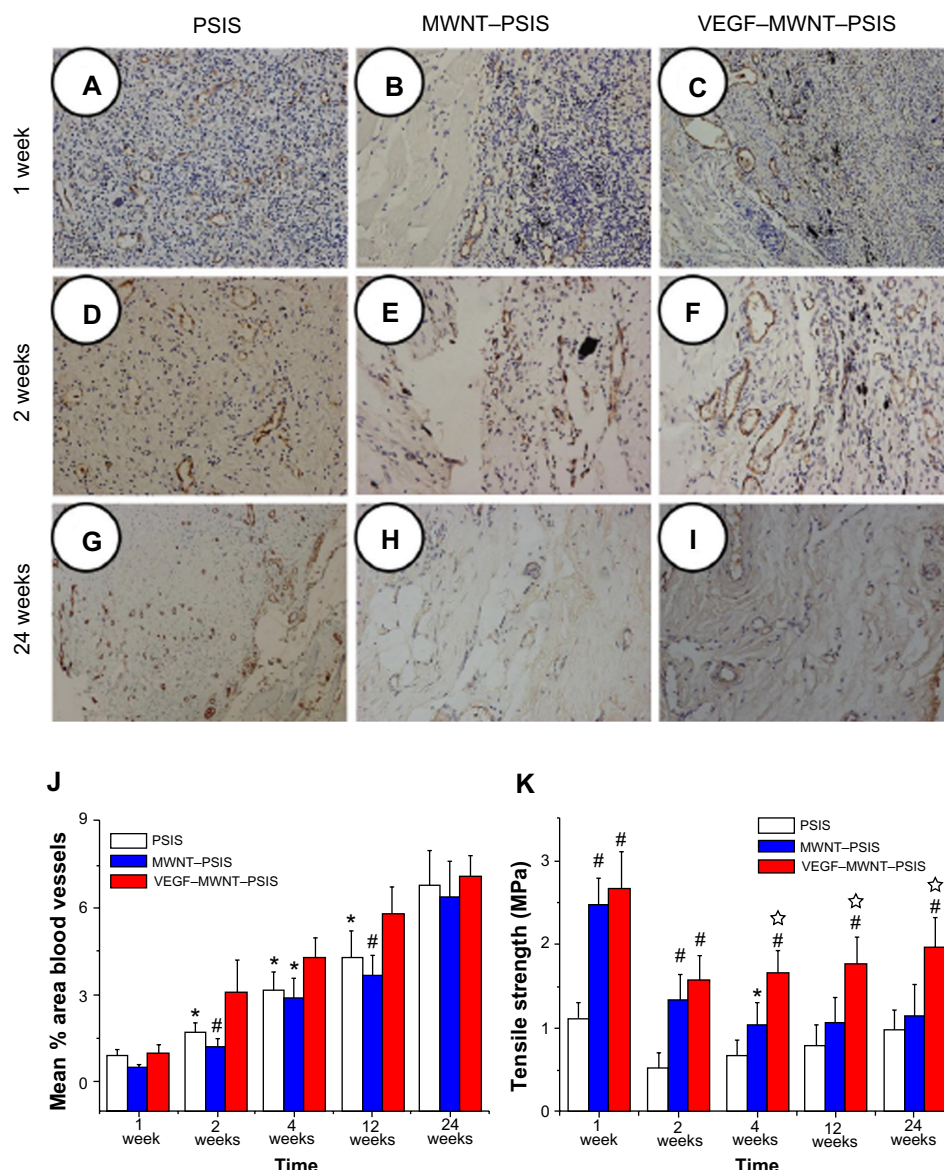 PSIS MWNT–PSIS VEGF–MWNT–PSIS
1 week
A B C
2 weeks
D E F
24 weeks
G H I
J
Mean % area blood vessels
9
6
3
0
PSIS
MWNT–PSIS
VEGF–MWNT–PSIS
* # * * * #
1 week
2 weeks
4 weeks
12 weeks
24 weeks
Time
K
Tensile strength (MPa)
3
2
1
0
PSIS
MWNT–PSIS
VEGF–MWNT–PSIS
# # # # * ☆ # ☆ # ☆ #
1 week
2 weeks
4 weeks
12 weeks
24 weeks
Time